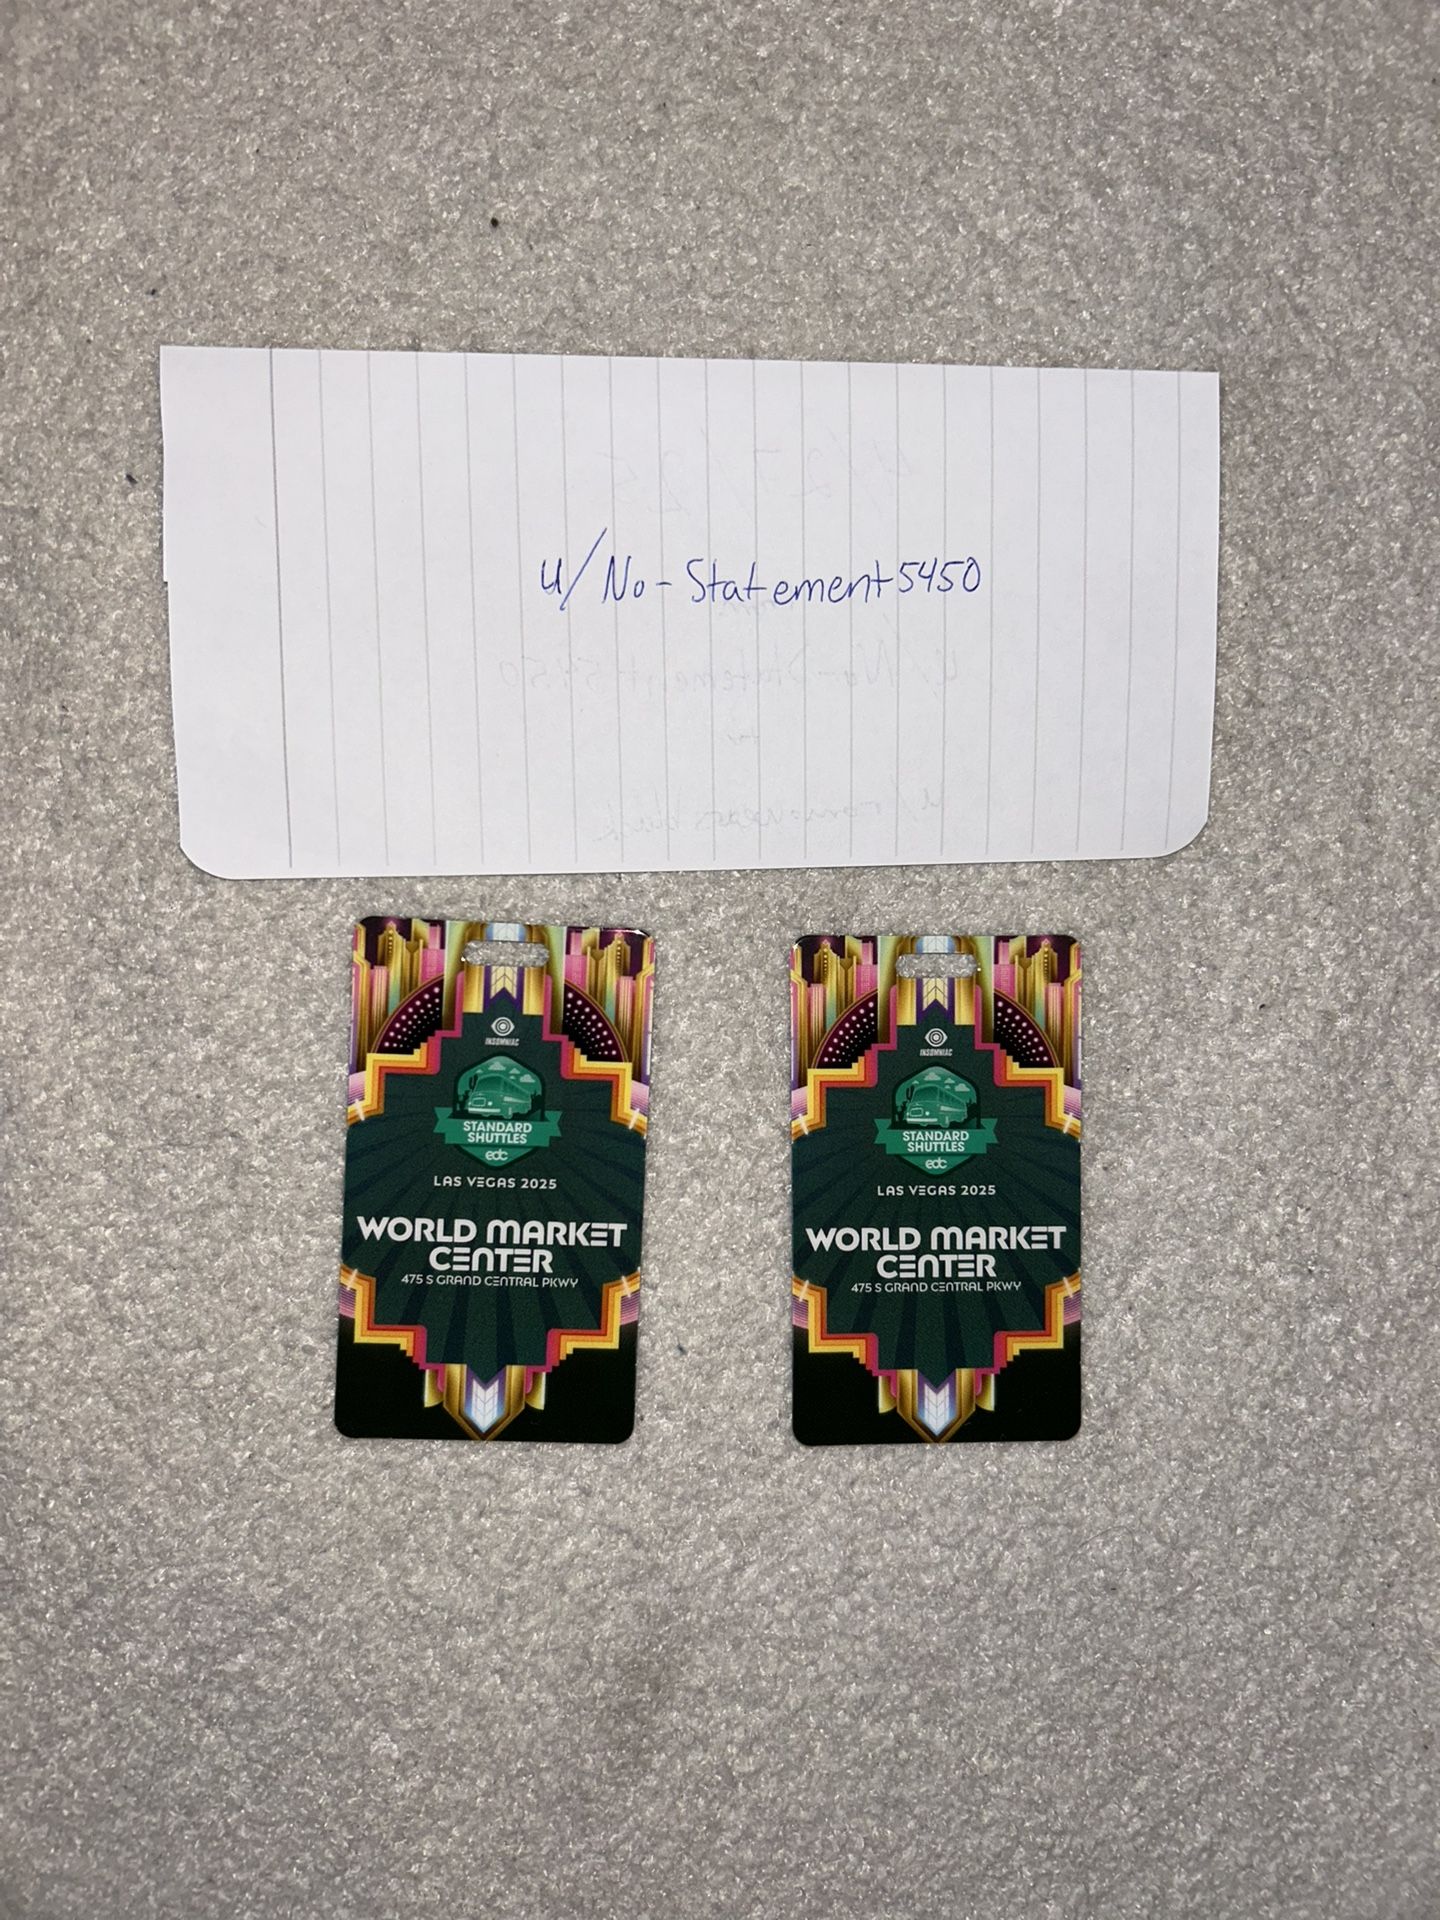 u/No-Statement5450
INSOMNIAC
STANDARD
SHUTTLES
edc
LAS VEGAS 2025
WORLD MARKET
CENTER
475 S GRAND CENTRAL PKWY
INSOMNIAC
STANDARD
SHUTTLES
edc
LAS VEGAS 2025
WORLD MARKET
CENTER
475 S GRAND CENTRAL PKWY